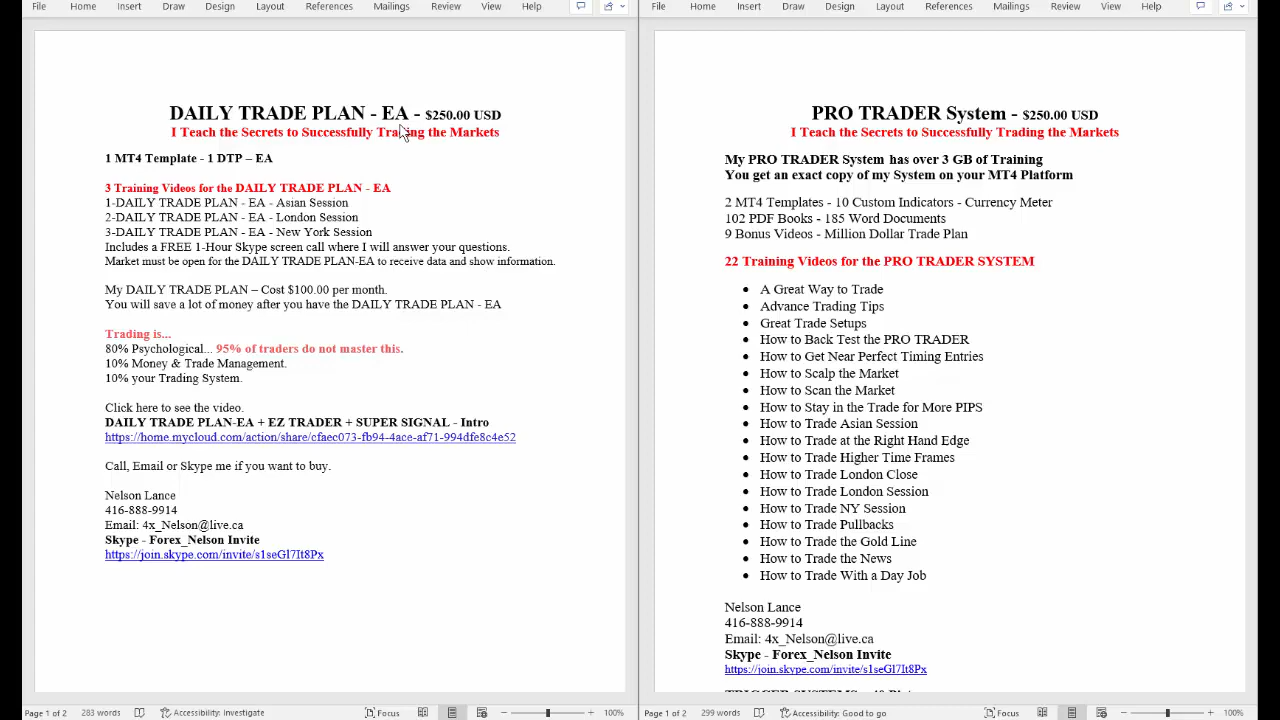 File Home Insert Draw Design Layout References Mailings Review View Help
DAILY TRADE PLAN - EA - $250.00 USD
I Teach the Secrets to Successfully Trading the Markets
1 MT4 Template - 1 DTP – EA
3 Training Videos for the DAILY TRADE PLAN - EA
1-DAILY TRADE PLAN - EA - Asian Session
2-DAILY TRADE PLAN - EA - London Session
3-DAILY TRADE PLAN - EA - New York Session
Includes a FREE 1-Hour Skype screen call where I will answer your questions.
Market must be open for the DAILY TRADE PLAN-EA to receive data and show information.
My DAILY TRADE PLAN – Cost $100.00 per month.
You will save a lot of money after you have the DAILY TRADE PLAN - EA
Trading is...
80% Psychological... 95% of traders do not master this.
10% Money & Trade Management.
10% your Trading System.
Click here to see the video.
DAILY TRADE PLAN-EA + EZ TRADER + SUPER SIGNAL - Intro
https://home.mycloud.com/action/share/cfaec073-fb94-4ace-af71-994dfe8c4e52
Call, Email or Skype me if you want to buy.
Nelson Lance
416-888-9914
Email: 4x_Nelson@live.ca
Skype - Forex_Nelson Invite
https://join.skype.com/invite/s1seGl7It8Px
Page 1 of 2 283 words Accessibility: Investigate Focus 100%
File Home Insert Draw Design Layout References Mailings Review View Help
PRO TRADER System - $250.00 USD
I Teach the Secrets to Successfully Trading the Markets
My PRO TRADER System has over 3 GB of Training
You get an exact copy of my System on your MT4 Platform
2 MT4 Templates - 10 Custom Indicators - Currency Meter
102 PDF Books - 185 Word Documents
9 Bonus Videos - Million Dollar Trade Plan
22 Training Videos for the PRO TRADER SYSTEM
• A Great Way to Trade
• Advance Trading Tips
• Great Trade Setups
• How to Back Test the PRO TRADER
• How to Get Near Perfect Timing Entries
• How to Scalp the Market
• How to Scan the Market
• How to Stay in the Trade for More PIPS
• How to Trade Asian Session
• How to Trade at the Right Hand Edge
• How to Trade Higher Time Frames
• How to Trade London Close
• How to Trade London Session
• How to Trade NY Session
• How to Trade Pullbacks
• How to Trade the Gold Line
• How to Trade the News
• How to Trade With a Day Job
Nelson Lance
416-888-9914
Email: 4x_Nelson@live.ca
Skype - Forex_Nelson Invite
https://join.skype.com/invite/s1seGl7It8Px
Page 1 of 2 299 words Accessibility: Good to go Focus 100%